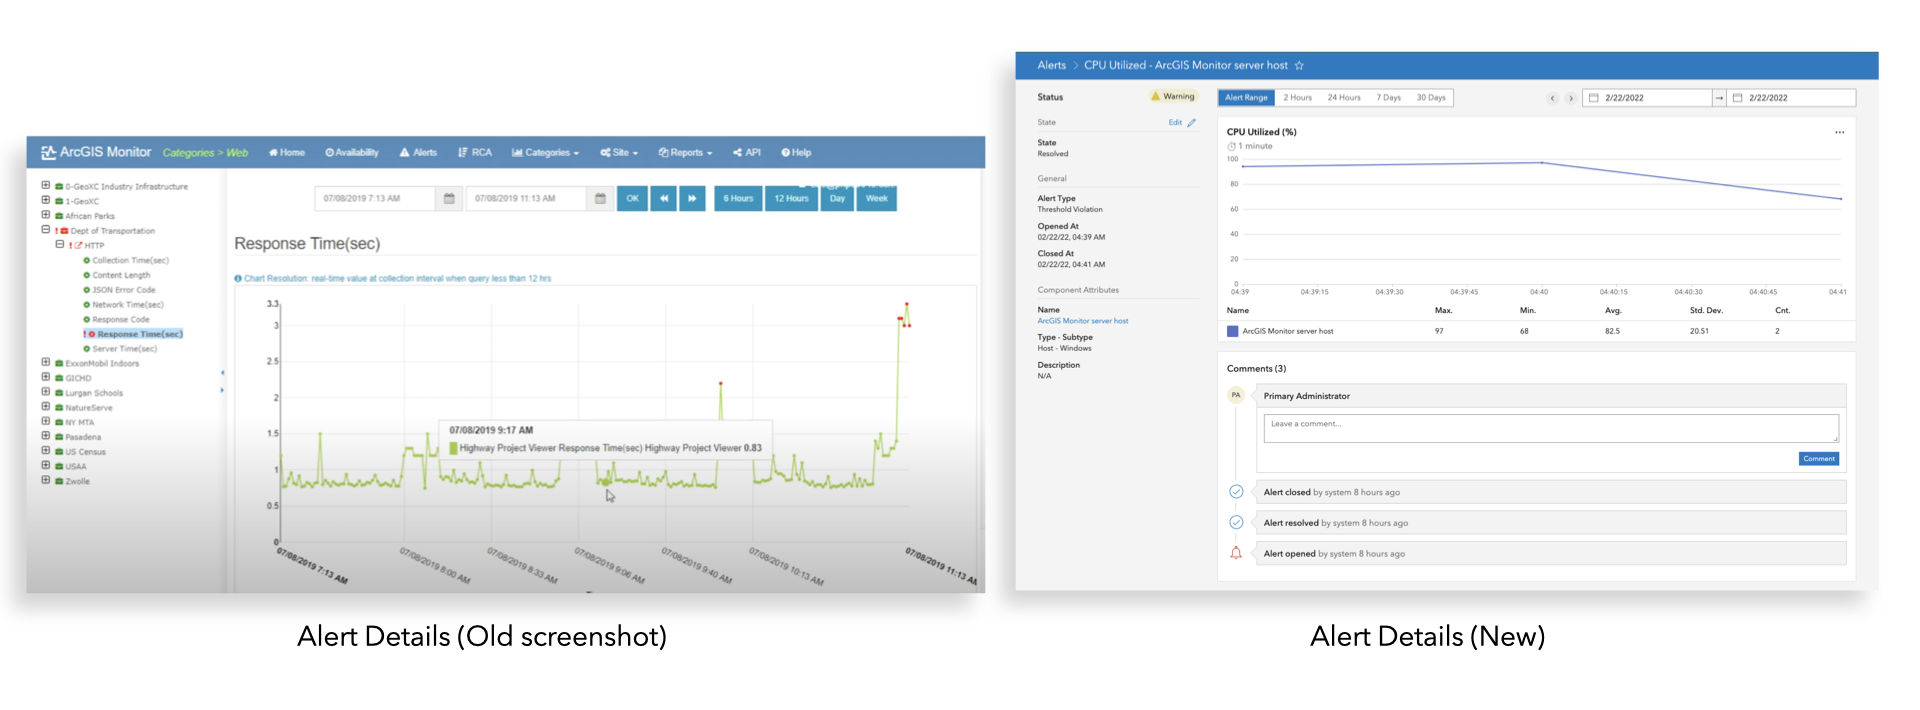 ArcGIS Monitor Categories > Web Home Availability Alerts RCA Categories Site Reports API Help
0-GeoXC Industry Infrastructure
1-GeoXC
African Parks
Dept of Transportation
HTTP
Collection Time(sec)
Content Length
JSON Error Code
Network Time(sec)
Response Code
Response Time(sec)
Server Time(sec)
ExxonMobil Indoors
GICHD
Lurgan Schools
NatureServe
NY MTA
Pasadena
US Census
USAA
Zwolle
07/08/2019 7:13 AM 07/08/2019 11:13 AM OK 6 Hours 12 Hours Day Week
Response Time(sec)
Chart Resolution: real-time value at collection interval when query less than 12 hrs
3.3
3
2.5
2
1.5
1
0.5
0
07/08/2019 9:17 AM
Highway Project Viewer Response Time(sec) Highway Project Viewer 0.83
07/08/2019 7:13 AM 07/08/2019 8:00 AM 07/08/2019 8:33 AM 07/08/2019 9:06 AM 07/08/2019 9:40 AM 07/08/2019 10:13 AM 07/08/2019 11:13 AM
Alert Details (Old screenshot)
Alerts > CPU Utilized - ArcGIS Monitor server host
Status Warning
State Edit
State
Resolved
General
Alert Type
Threshold Violation
Opened At
02/22/22, 04:39 AM
Closed At
02/22/22, 04:41 AM
Component Attributes
Name
ArcGIS Monitor server host
Type - Subtype
Host - Windows
Description
N/A
Alert Range 2 Hours 24 Hours 7 Days 30 Days 2/22/2022 → 2/22/2022
CPU Utilized (%)
1 minute
100
80
60
40
20
0
04:39 04:39:15 04:39:30 04:39:45 04:40 04:40:15 04:40:30 04:40:45 04:41
Name Max. Min. Avg. Std. Dev. Cnt.
ArcGIS Monitor server host 97 68 82.5 20.51 2
Comments (3)
PA Primary Administrator
Leave a comment...
Comment
Alert closed by system 8 hours ago
Alert resolved by system 8 hours ago
Alert opened by system 8 hours ago
Alert Details (New)